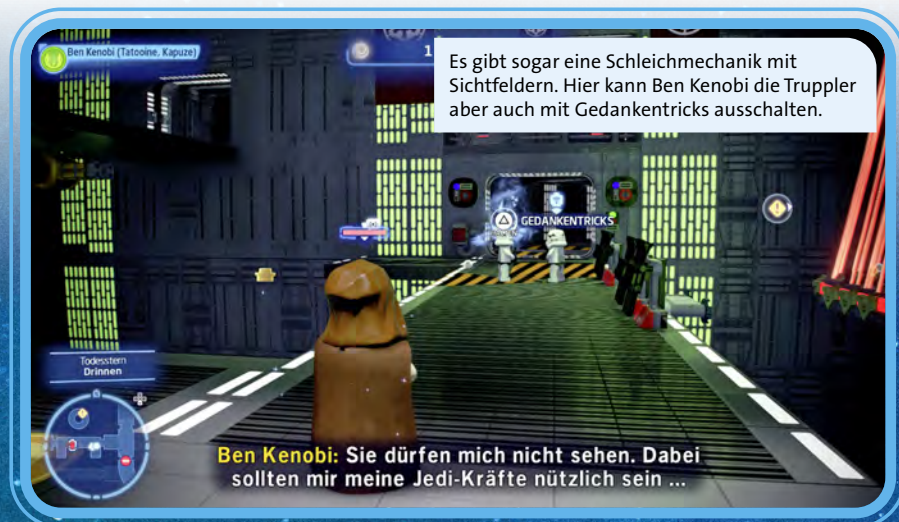 Ben Kenobi (Tatooine, Kapuze)
1
Es gibt sogar eine Schleichmechanik mit
Sichtfeldern. Hier kann Ben Kenobi die Truppler
aber auch mit Gedankentricks ausschalten.
GEDANKENTRICKS
Todesstern
Drinnen
Ben Kenobi: Sie dürfen mich nicht sehen. Dabei
sollten mir meine Jedi-Kräfte nützlich sein ...